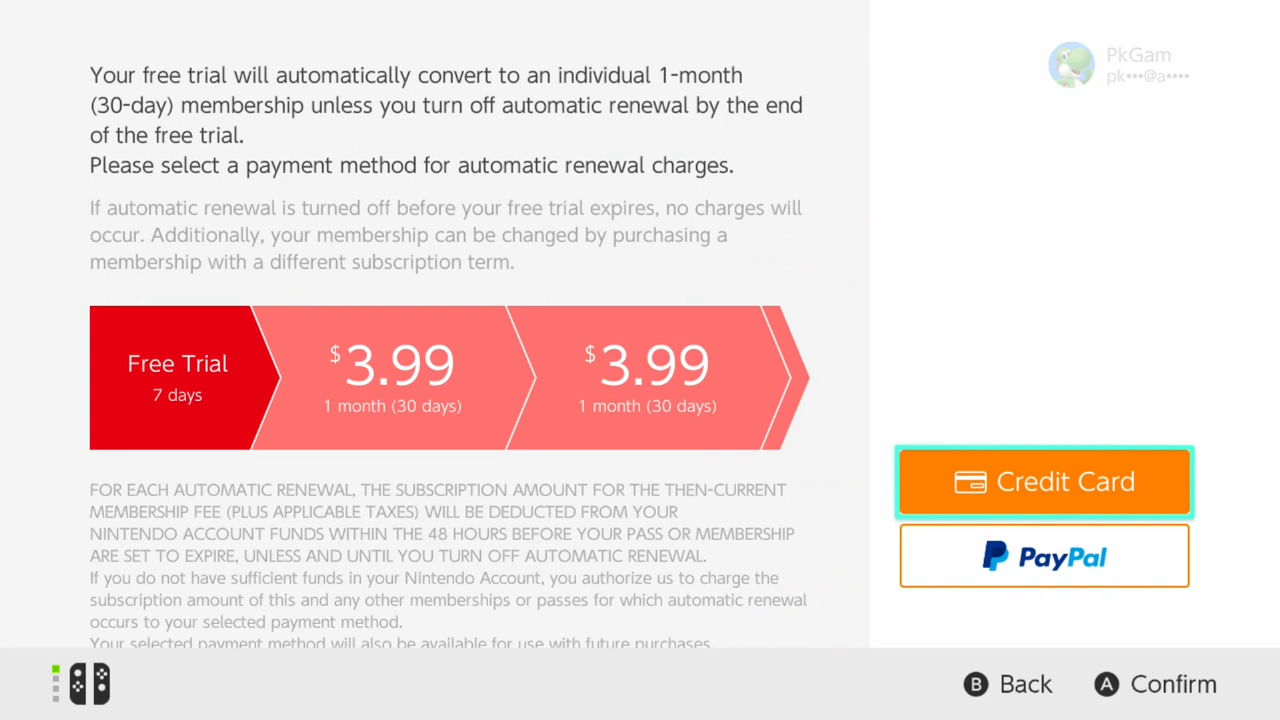 PkGam
pk•••@a••••
Your free trial will automatically convert to an individual 1-month
(30-day) membership unless you turn off automatic renewal by the end
of the free trial.
Please select a payment method for automatic renewal charges.
If automatic renewal is turned off before your free trial expires, no charges will
occur. Additionally, your membership can be changed by purchasing a
membership with a different subscription term.
Free Trial
7 days
$3.99
1 month (30 days)
$3.99
1 month (30 days)
FOR EACH AUTOMATIC RENEWAL, THE SUBSCRIPTION AMOUNT FOR THE THEN-CURRENT
MEMBERSHIP FEE (PLUS APPLICABLE TAXES) WILL BE DEDUCTED FROM YOUR
NINTENDO ACCOUNT FUNDS WITHIN THE 48 HOURS BEFORE YOUR PASS OR MEMBERSHIP
ARE SET TO EXPIRE, UNLESS AND UNTIL YOU TURN OFF AUTOMATIC RENEWAL.
If you do not have sufficient funds in your Nintendo Account, you authorize us to charge the
subscription amount of this and any other memberships or passes for which automatic renewal
occurs to your selected payment method.
Your selected payment method will also be available for use with future purchases.
Credit Card
PayPal
B Back
A Confirm